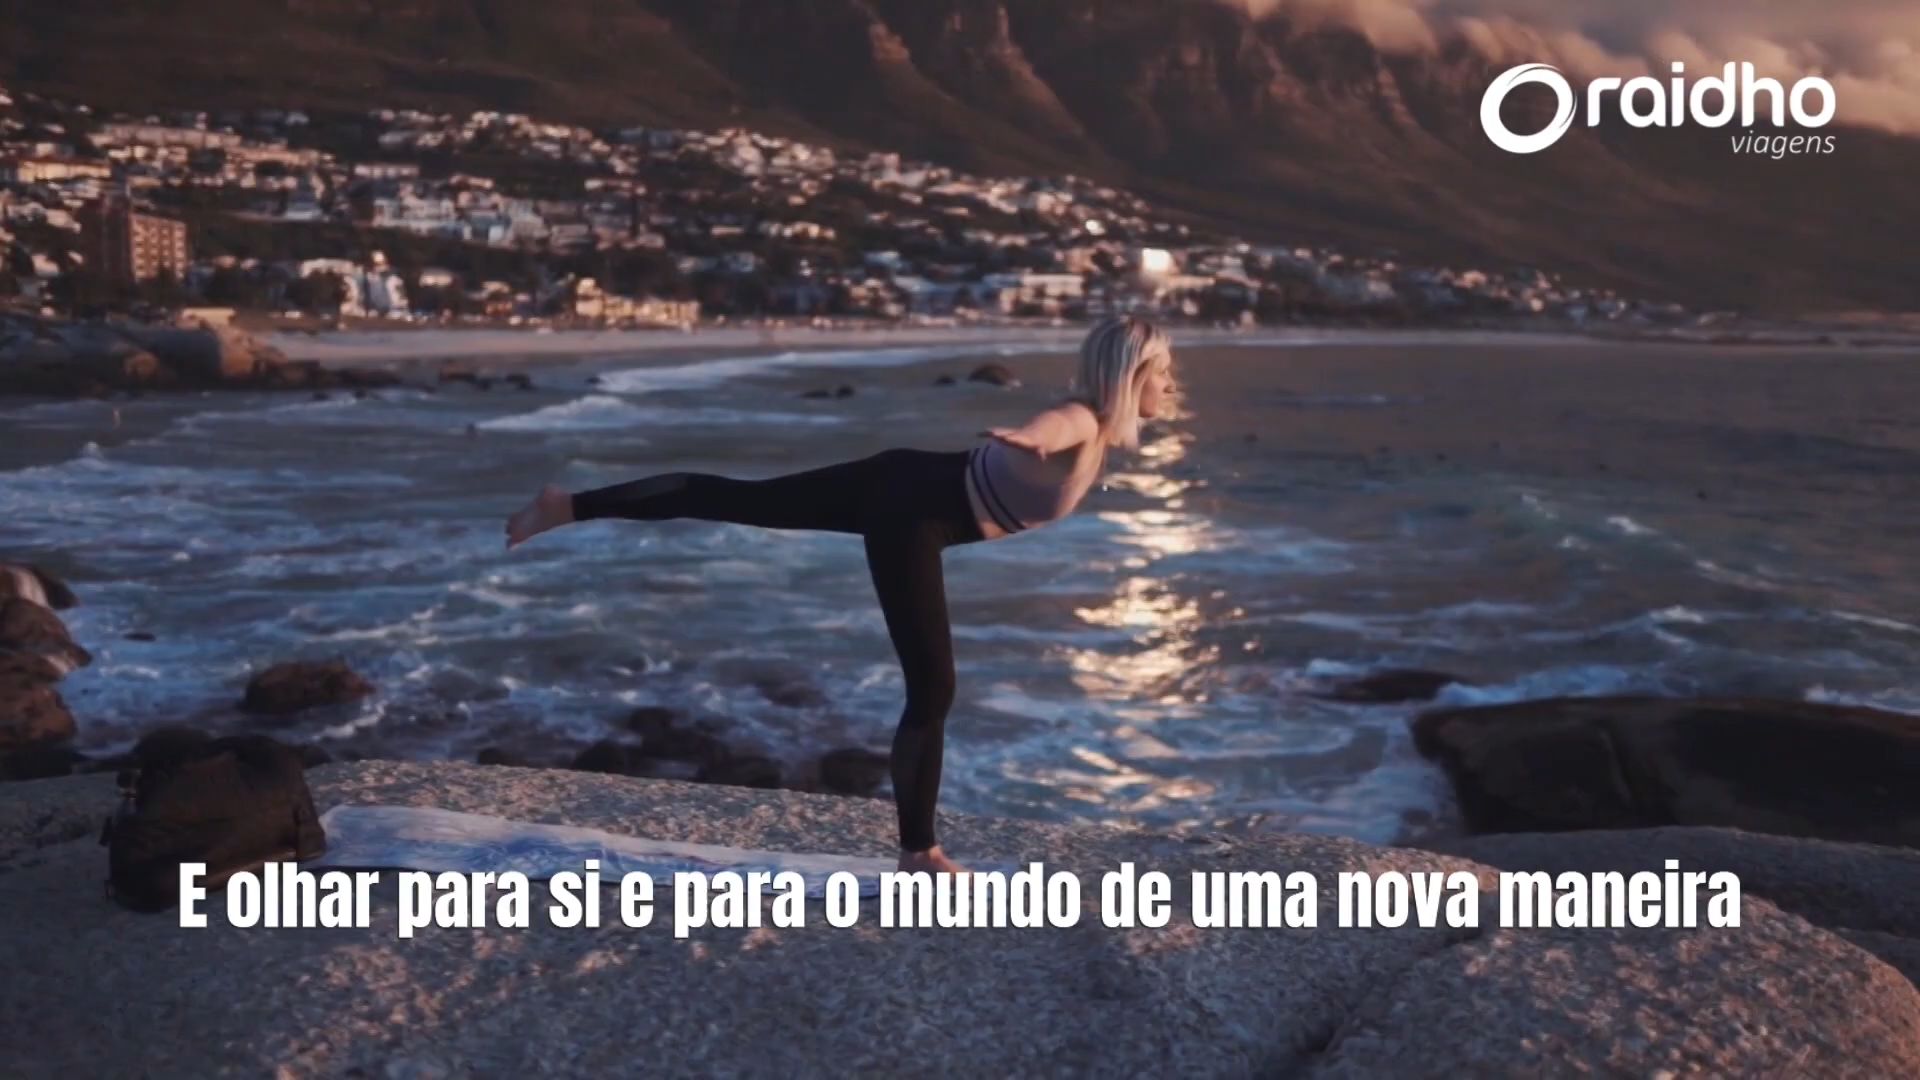 raidho
viagens
E olhar para si e para o mundo de uma nova maneira